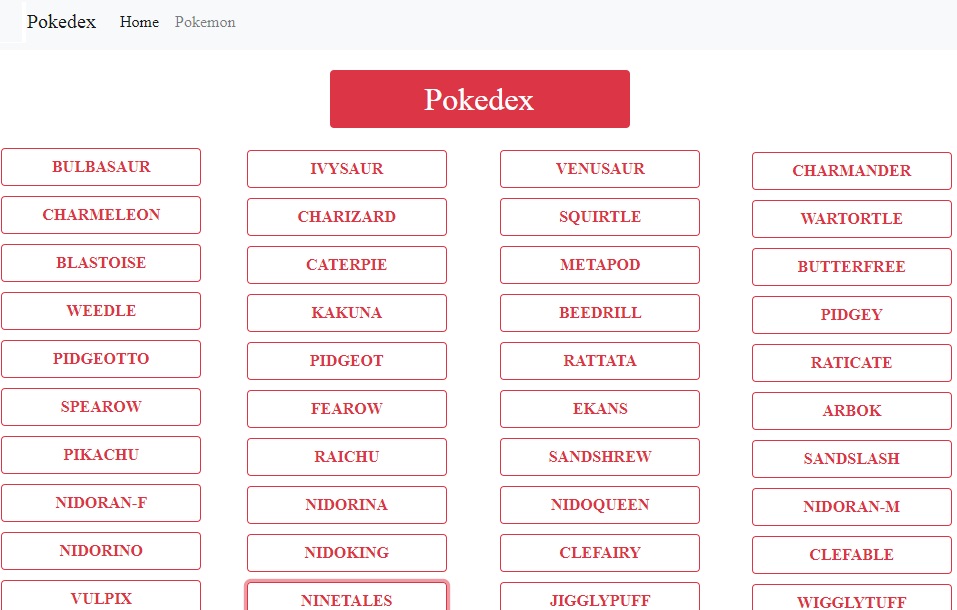 Pokedex Home Pokemon
Pokedex
BULBASAUR IVYSAUR VENUSAUR CHARMANDER
CHARMELEON CHARIZARD SQUIRTLE WARTORTLE
BLASTOISE CATERPIE METAPOD BUTTERFREE
WEEDLE KAKUNA BEEDRILL PIDGEY
PIDGEOTTO PIDGEOT RATTATA RATICATE
SPEAROW FEAROW EKANS ARBOK
PIKACHU RAICHU SANDSHREW SANDSLASH
NIDORAN-F NIDORINA NIDOQUEEN NIDORAN-M
NIDORINO NIDOKING CLEFAIRY CLEFABLE
VULPIX NINETALES JIGGLYPUFF WIGGLYTUFF